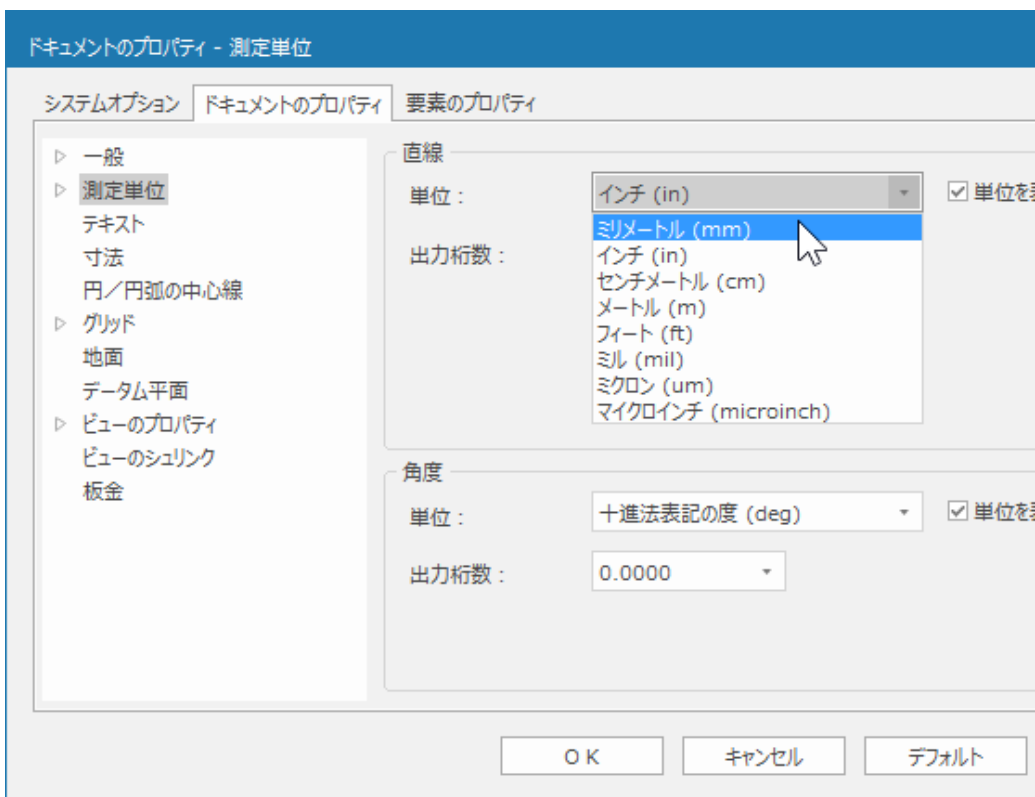 ドキュメントのプロパティ - 測定単位
システムオプション ドキュメントのプロパティ 要素のプロパティ
一般
測定単位
テキスト
寸法
円／円弧の中心線
グリッド
地面
データム平面
ビューのプロパティ
ビューのシュリンク
板金
直線
単位 : インチ (in) 単位を
ミリメートル (mm)
インチ (in)
センチメートル (cm)
メートル (m)
フィート (ft)
ミル (mil)
ミクロン (um)
マイクロインチ (microinch)
出力桁数 :
角度
単位 : 十進法表記の度 (deg) 単位を
出力桁数 : 0.0000
ＯＫ キャンセル デフォルト